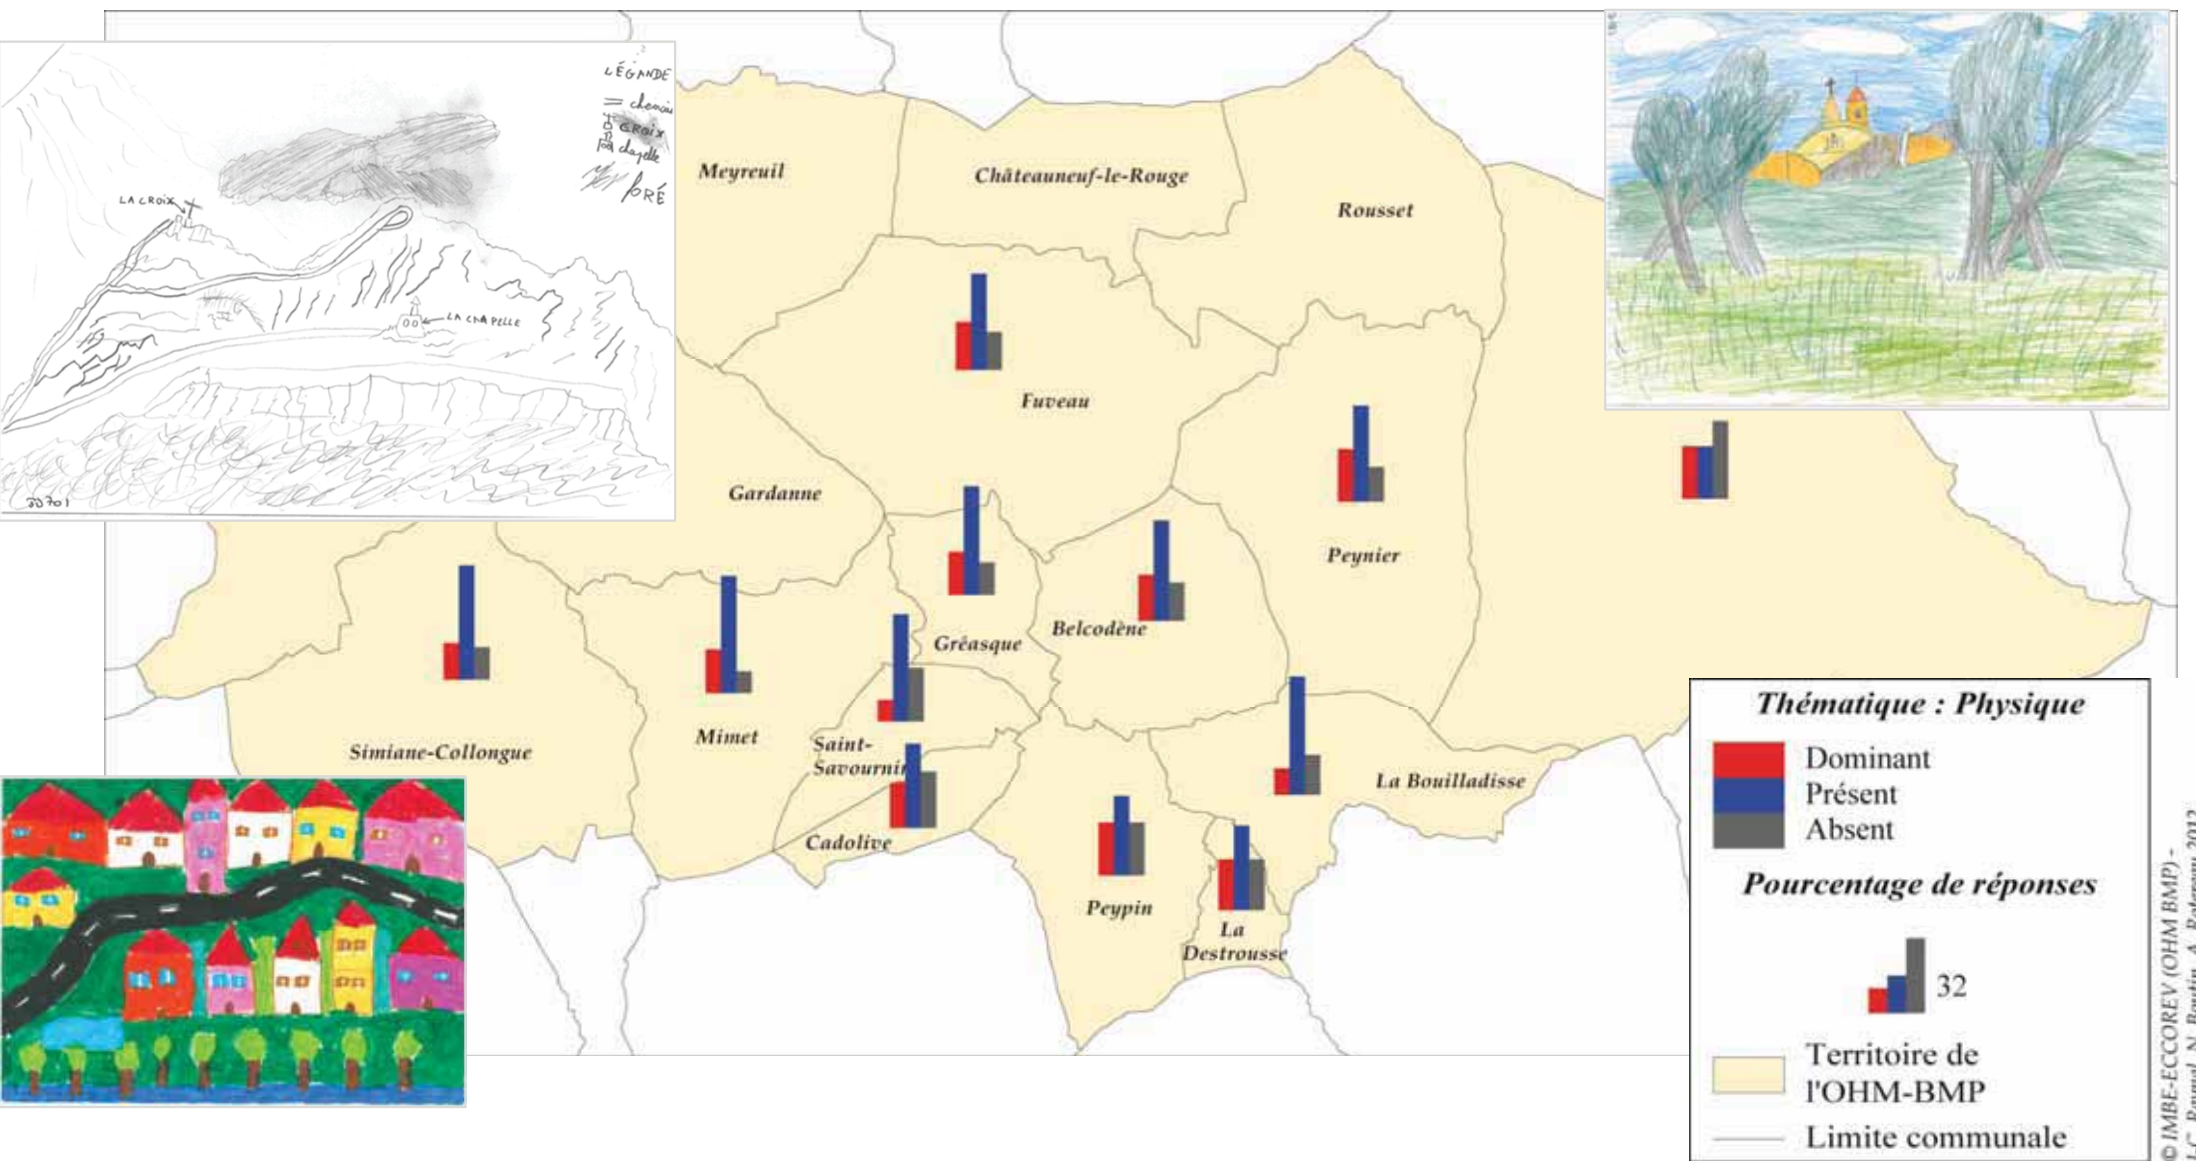 LÉGANDE
= chemin
CROIX
chapelle
FORÉ
LA CROIX
LA CHAPELLE
JD701
Meyreuil
Châteauneuf-le-Rouge
Rousset
Fuveau
Gardanne
Peynier
Gréasque
Belcodène
Simiane-Collongue
Mimet
Saint-
Savournin
Cadolive
La Bouilladisse
Peypin
La
Destrousse
Thématique : Physique
Dominant
Présent
Absent
Pourcentage de réponses
32
Territoire de
l'OHM-BMP
Limite communale
© IMBE-ECCOREV (OHM BMP) -